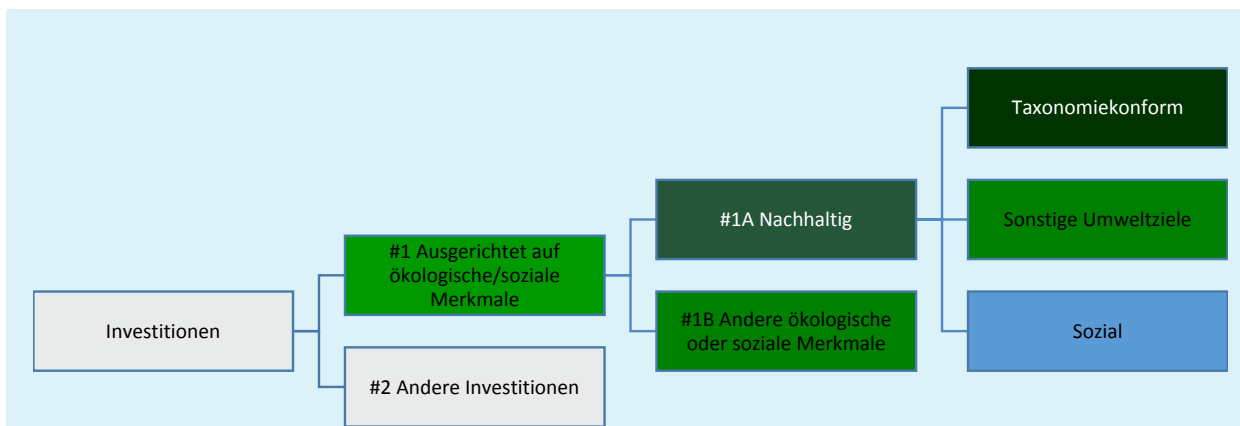 Investitionen
#1 Ausgerichtet auf
ökologische/soziale
Merkmale
#2 Andere Investitionen
#1A Nachhaltig
#1B Andere ökologische
oder soziale Merkmale
Taxonomiekonform
Sonstige Umweltziele
Sozial